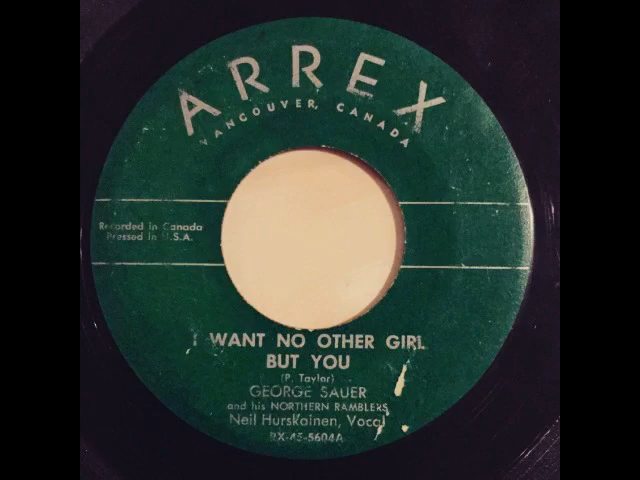 ARREX
VANCOUVER, CANADA
Recorded in Canada
Pressed in U.S.A.
I WANT NO OTHER GIRL
BUT YOU
(P. Taylor)
GEORGE SAUER
and his NORTHERN RAMBLERS
Neil Hurskainen, Vocal
RX-45-5604A